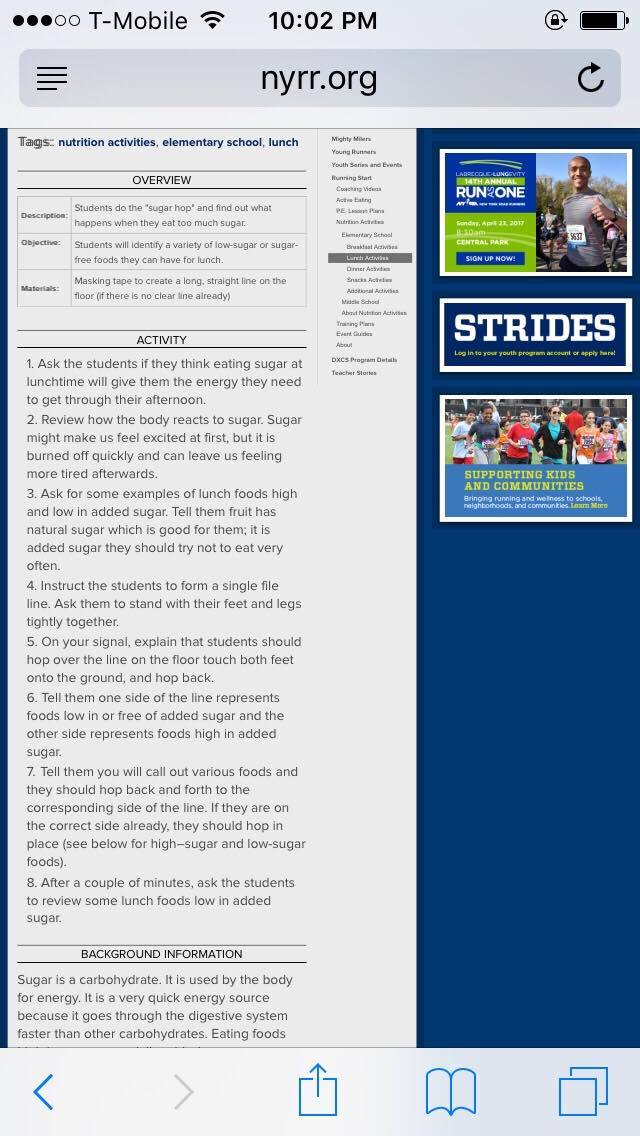 T-Mobile 10:02 PM
nyrr.org
Tags: nutrition activities, elementary school, lunch
OVERVIEW
Description: Students do the "sugar hop" and find out what
happens when they eat too much sugar.
Objective: Students will identify a variety of low-sugar or sugar-
free foods they can have for lunch.
Materials: Masking tape to create a long, straight line on the
floor (if there is no clear line already)
ACTIVITY
1. Ask the students if they think eating sugar at
lunchtime will give them the energy they need
to get through their afternoon.
2. Review how the body reacts to sugar. Sugar
might make us feel excited at first, but it is
burned off quickly and can leave us feeling
more tired afterwards.
3. Ask for some examples of lunch foods high
and low in added sugar. Tell them fruit has
natural sugar which is good for them; it is
added sugar they should try not to eat very
often.
4. Instruct the students to form a single file
line. Ask them to stand with their feet and legs
tightly together.
5. On your signal, explain that students should
hop over the line on the floor touch both feet
onto the ground, and hop back.
6. Tell them one side of the line represents
foods low in or free of added sugar and the
other side represents foods high in added
sugar.
7. Tell them you will call out various foods and
they should hop back and forth to the
corresponding side of the line. If they are on
the correct side already, they should hop in
place (see below for high–sugar and low-sugar
foods).
8. After a couple of minutes, ask the students
to review some lunch foods low in added
sugar.
BACKGROUND INFORMATION
Sugar is a carbohydrate. It is used by the body
for energy. It is a very quick energy source
because it goes through the digestive system
faster than other carbohydrates. Eating foods
Mighty Milers
Young Runners
Youth Series and Events
Running Start
Coaching Videos
Active Eating
P.E. Lesson Plans
Nutrition Activities
Elementary School
Breakfast Activities
Lunch Activities
Dinner Activities
Snacks Activities
Additional Activities
Middle School
About Nutrition Activities
Training Plans
Event Guides
About
DXCS Program Details
Teacher Stories
LABRECQUE-LUNGEVITY
14TH ANNUAL
RUN AS ONE
NEW YORK ROAD RUNNERS
Sunday, April 23, 2017
8:30am
CENTRAL PARK
SIGN UP NOW!
5637
STRIDES
Log in to your youth program account or apply here!
SUPPORTING KIDS
AND COMMUNITIES
Bringing running and wellness to schools,
neighborhoods, and communities. Learn More